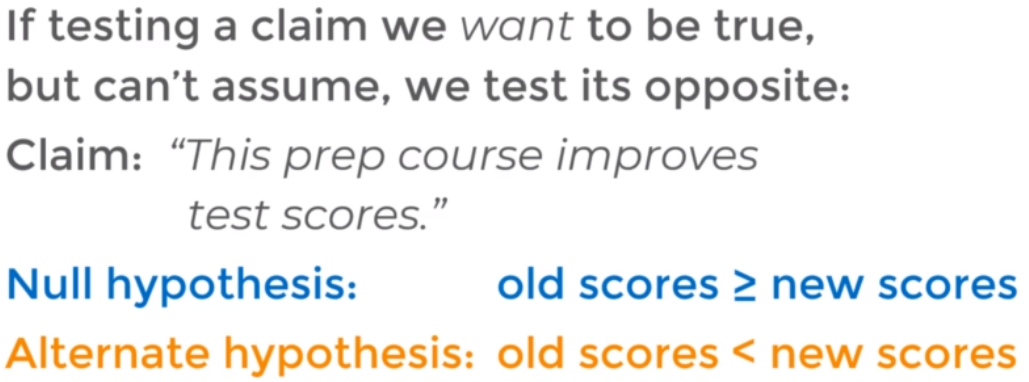 If testing a claim we want to be true,
but can’t assume, we test its opposite:
Claim: “This prep course improves
test scores.”
Null hypothesis: old scores ≥ new scores
Alternate hypothesis: old scores < new scores